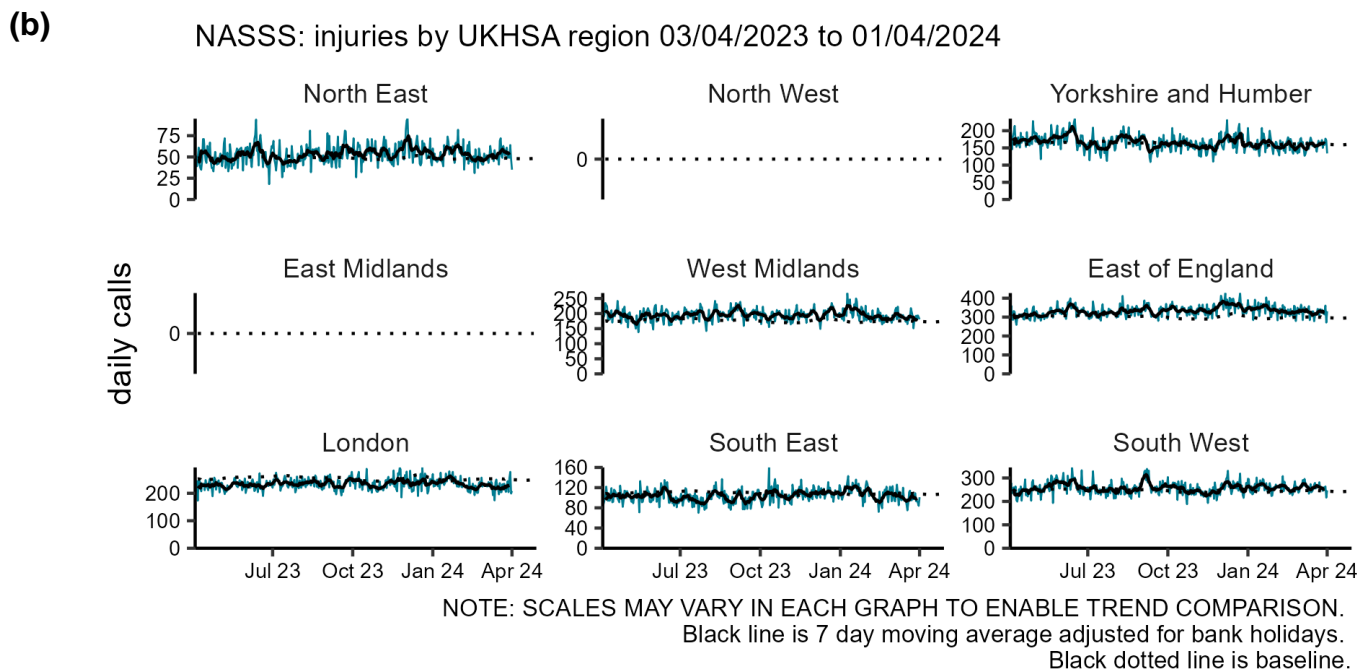 (b)
NASSS: injuries by UKHSA region 03/04/2023 to 01/04/2024
daily calls
North East
75
50
25
0
North West
0
Yorkshire and Humber
200
150
100
50
0
East Midlands
0
West Midlands
250
200
150
100
50
0
East of England
400
300
200
100
0
London
200
100
0
Jul 23 Oct 23 Jan 24 Apr 24
South East
160
120
80
40
0
Jul 23 Oct 23 Jan 24 Apr 24
South West
300
200
100
0
Jul 23 Oct 23 Jan 24 Apr 24
NOTE: SCALES MAY VARY IN EACH GRAPH TO ENABLE TREND COMPARISON.
Black line is 7 day moving average adjusted for bank holidays.
Black dotted line is baseline.